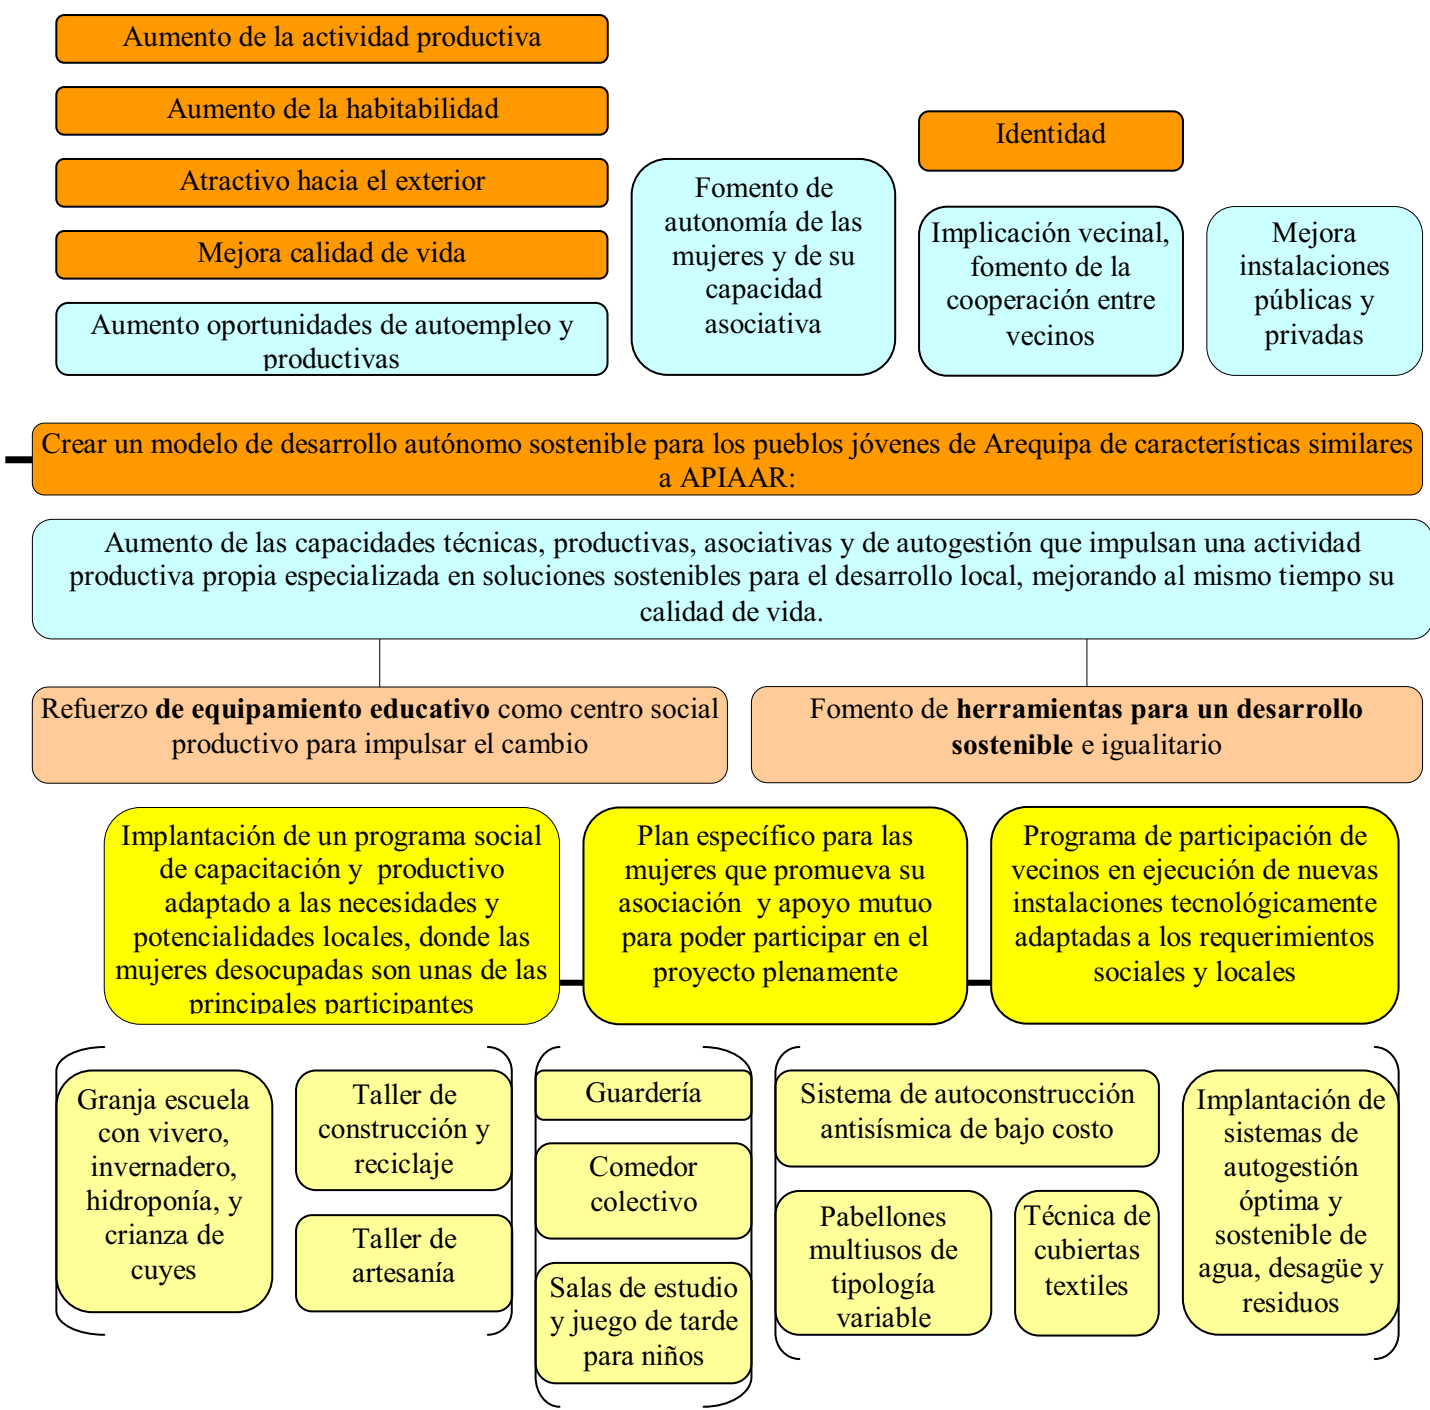 Aumento de la actividad productiva
Aumento de la habitabilidad
Atractivo hacia el exterior
Mejora calidad de vida
Aumento oportunidades de autoempleo y
productivas
Fomento de
autonomía de las
mujeres y de su
capacidad
asociativa
Identidad
Implicación vecinal,
fomento de la
cooperación entre
vecinos
Mejora
instalaciones
públicas y
privadas
Crear un modelo de desarrollo autónomo sostenible para los pueblos jóvenes de Arequipa de características similares
a APIAAR:
Aumento de las capacidades técnicas, productivas, asociativas y de autogestión que impulsan una actividad
productiva propia especializada en soluciones sostenibles para el desarrollo local, mejorando al mismo tiempo su
calidad de vida.
Refuerzo de equipamiento educativo como centro social
productivo para impulsar el cambio
Fomento de herramientas para un desarrollo
sostenible e igualitario
Implantación de un programa social
de capacitación y productivo
adaptado a las necesidades y
potencialidades locales, donde las
mujeres desocupadas son unas de las
principales participantes
Plan específico para las
mujeres que promueva su
asociación y apoyo mutuo
para poder participar en el
proyecto plenamente
Programa de participación de
vecinos en ejecución de nuevas
instalaciones tecnológicamente
adaptadas a los requerimientos
sociales y locales
Granja escuela
con vivero,
invernadero,
hidroponía, y
crianza de
cuyes
Taller de
construcción y
reciclaje
Taller de
artesanía
Guardería
Comedor
colectivo
Salas de estudio
y juego de tarde
para niños
Sistema de autoconstrucción
antisísmica de bajo costo
Pabellones
multiusos de
tipología
variable
Técnica de
cubiertas
textiles
Implantación de
sistemas de
autogestión
óptima y
sostenible de
agua, desagüe y
residuos